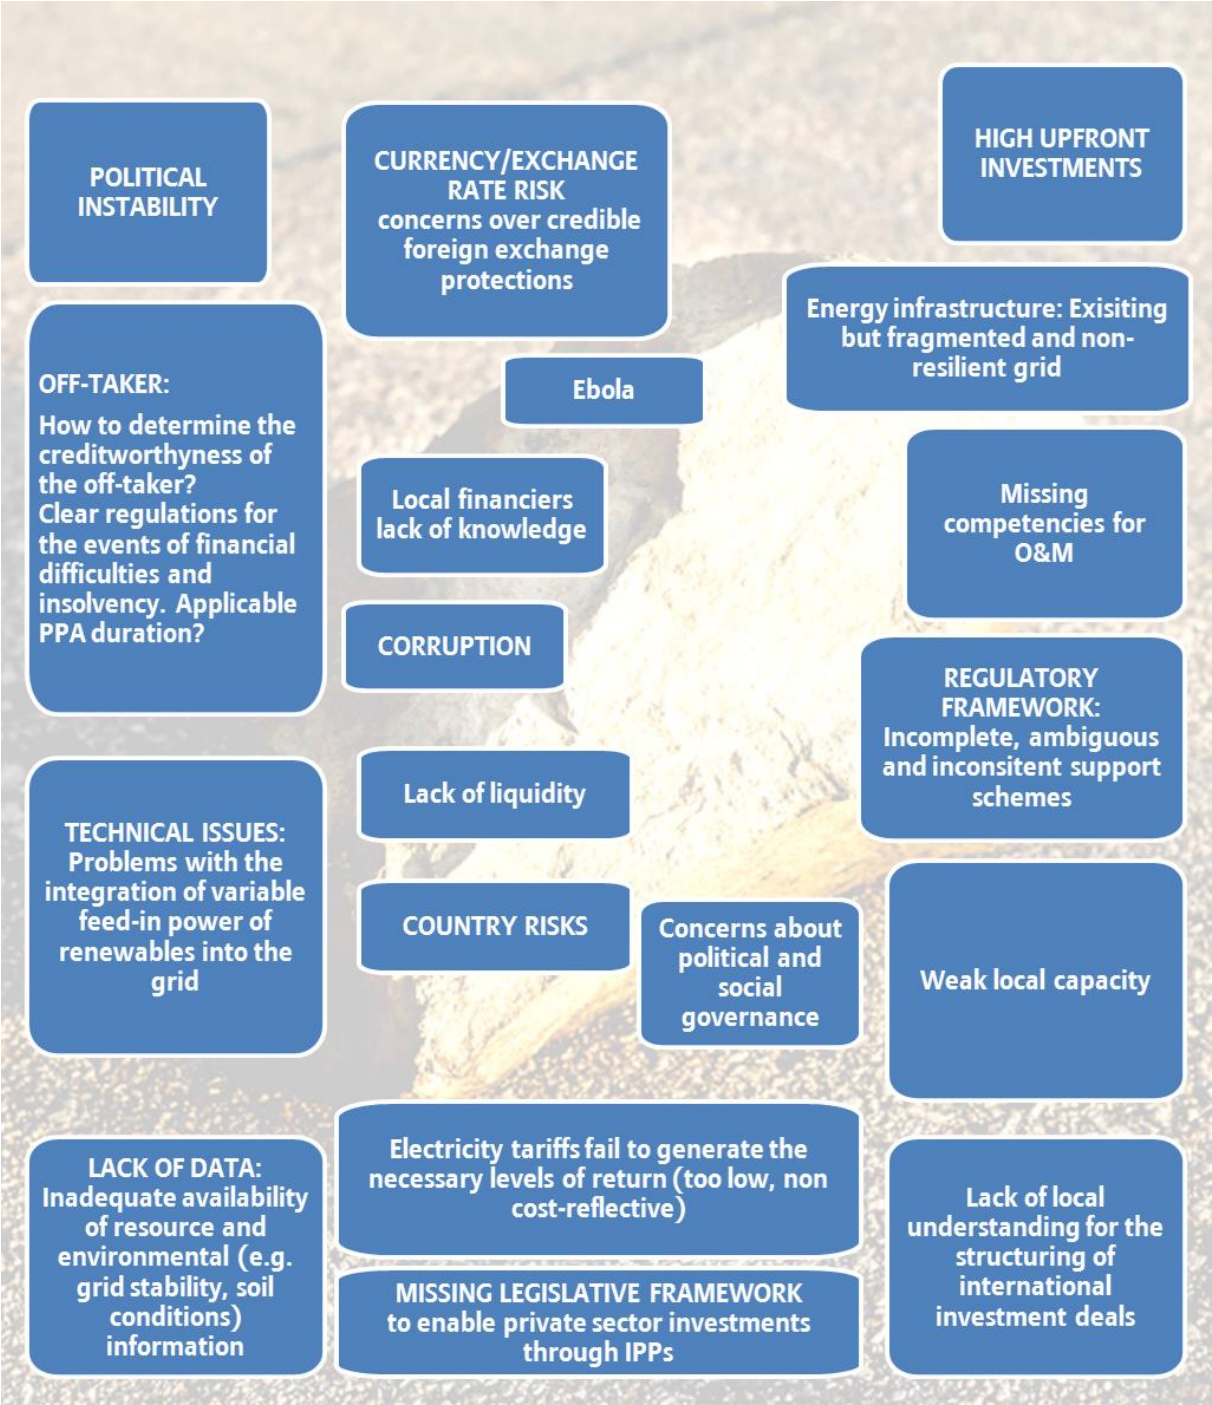 POLITICAL
INSTABILITY
CURRENCY/EXCHANGE
RATE RISK
concerns over credible
foreign exchange
protections
HIGH UPFRONT
INVESTMENTS
Energy infrastructure: Exisiting
but fragmented and non-
resilient grid
OFF-TAKER:
How to determine the
creditworthyness of
the off-taker?
Clear regulations for
the events of financial
difficulties and
insolvency. Applicable
PPA duration?
Ebola
Local financiers
lack of knowledge
Missing
competencies for
O&M
CORRUPTION
REGULATORY
FRAMEWORK:
Incomplete, ambiguous
and inconsitent support
schemes
Lack of liquidity
TECHNICAL ISSUES:
Problems with the
integration of variable
feed-in power of
renewables into the
grid
COUNTRY RISKS
Concerns about
political and
social
governance
Weak local capacity
Electricity tariffs fail to generate the
necessary levels of return (too low, non
cost-reflective)
LACK OF DATA:
Inadequate availability
of resource and
environmental (e.g.
grid stability, soil
conditions)
information
MISSING LEGISLATIVE FRAMEWORK
to enable private sector investments
through IPPs
Lack of local
understanding for the
structuring of
international
investment deals